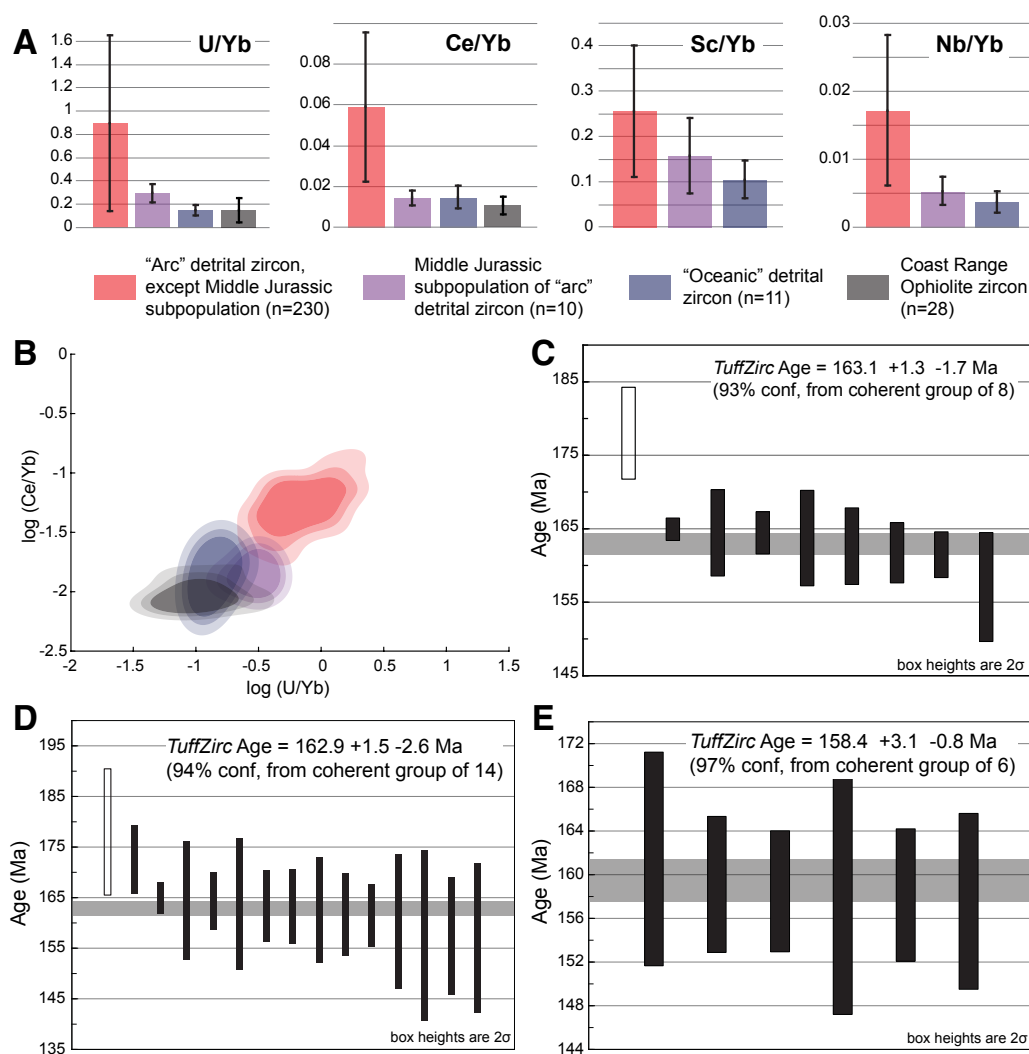 A
U/Yb
1.6
1.4
1.2
1
0.8
0.6
0.4
0.2
0
Ce/Yb
0.08
0.06
0.04
0.02
0
Sc/Yb
0.4
0.3
0.2
0.1
0
Nb/Yb
0.03
0.02
0.01
0
“Arc” detrital zircon,
except Middle Jurassic
subpopulation (n=230)
Middle Jurassic
subpopulation of “arc”
detrital zircon (n=10)
“Oceanic” detrital
zircon (n=11)
Coast Range
Ophiolite zircon
(n=28)
B
log (Ce/Yb)
0
-0.5
-1
-1.5
-2
-2.5
-2
-1.5
-1
-0.5
0
0.5
1
1.5
log (U/Yb)
C
Age (Ma)
185
175
165
155
145
TuffZirc Age = 163.1 +1.3 -1.7 Ma
(93% conf, from coherent group of 8)
box heights are 2σ
D
Age (Ma)
195
185
175
165
155
145
135
TuffZirc Age = 162.9 +1.5 -2.6 Ma
(94% conf, from coherent group of 14)
box heights are 2σ
E
Age (Ma)
172
168
164
160
156
152
148
144
TuffZirc Age = 158.4 +3.1 -0.8 Ma
(97% conf, from coherent group of 6)
box heights are 2σ